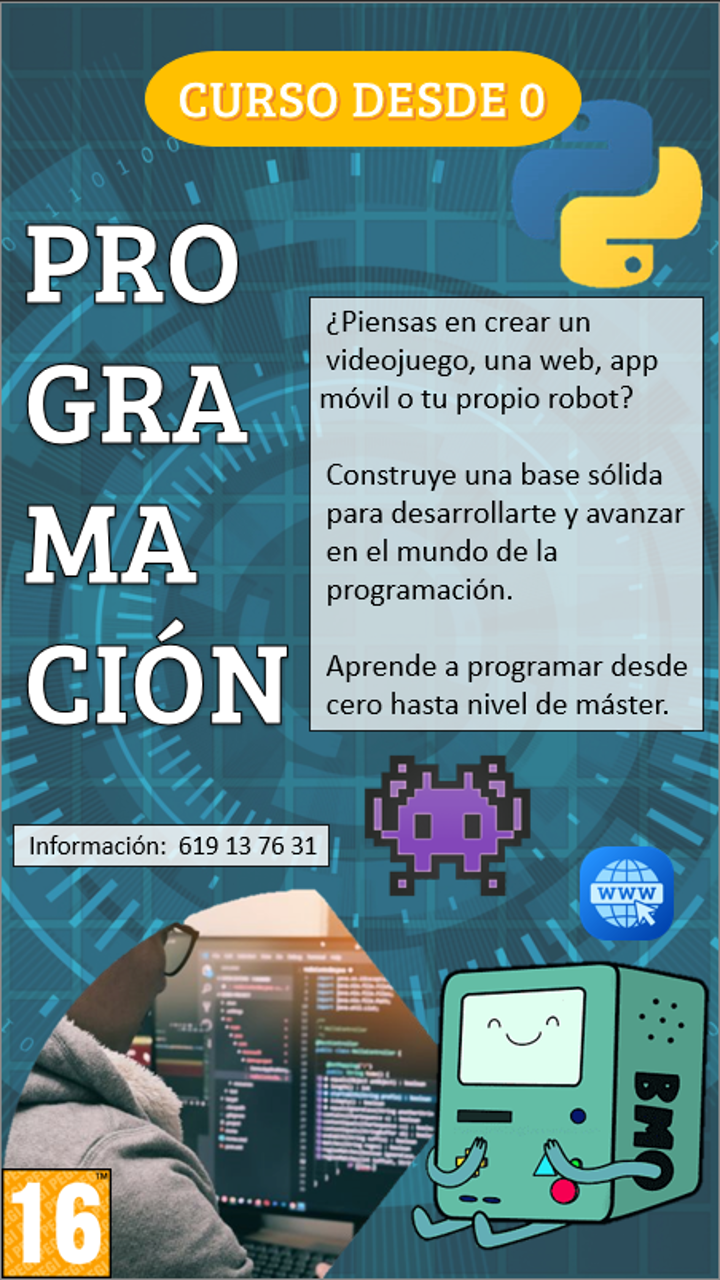 CURSO DESDE 0
PRO
GRA
MA
CIÓN
¿Piensas en crear un
videojuego, una web, app
móvil o tu propio robot?
Construye una base sólida
para desarrollarte y avanzar
en el mundo de la
programación.
Aprende a programar desde
cero hasta nivel de máster.
Información: 619 13 76 31
WWW
BMO
16
TM